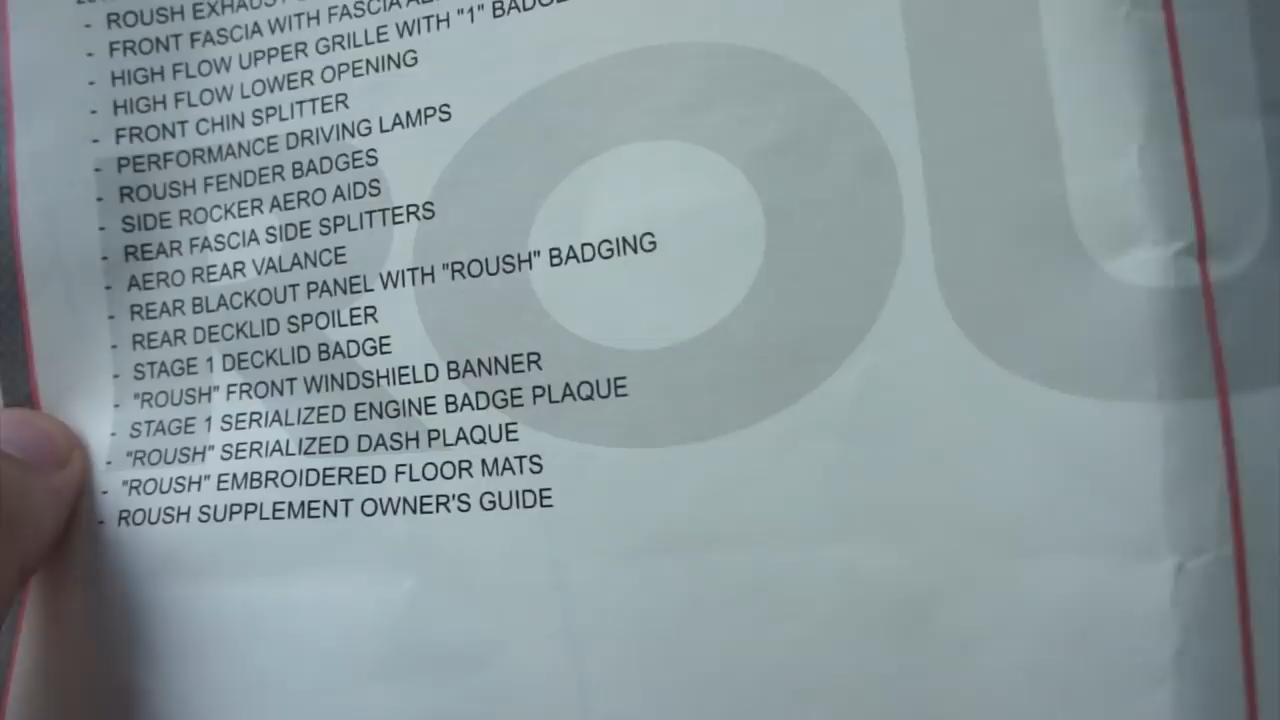 - ROUSH EXHAUST
- FRONT FASCIA WITH FASCIA
- HIGH FLOW UPPER GRILLE WITH "1"
- HIGH FLOW LOWER OPENING
- FRONT CHIN SPLITTER
- PERFORMANCE DRIVING LAMPS
- ROUSH FENDER BADGES
- SIDE ROCKER AERO AIDS
- REAR FASCIA SIDE SPLITTERS
- AERO REAR VALANCE
- REAR BLACKOUT PANEL WITH "ROUSH" BADGING
- REAR DECKLID SPOILER
- STAGE 1 DECKLID BADGE
- "ROUSH" FRONT WINDSHIELD BANNER
- STAGE 1 SERIALIZED ENGINE BADGE PLAQUE
- "ROUSH" SERIALIZED DASH PLAQUE
- "ROUSH" EMBROIDERED FLOOR MATS
- ROUSH SUPPLEMENT OWNER'S GUIDE